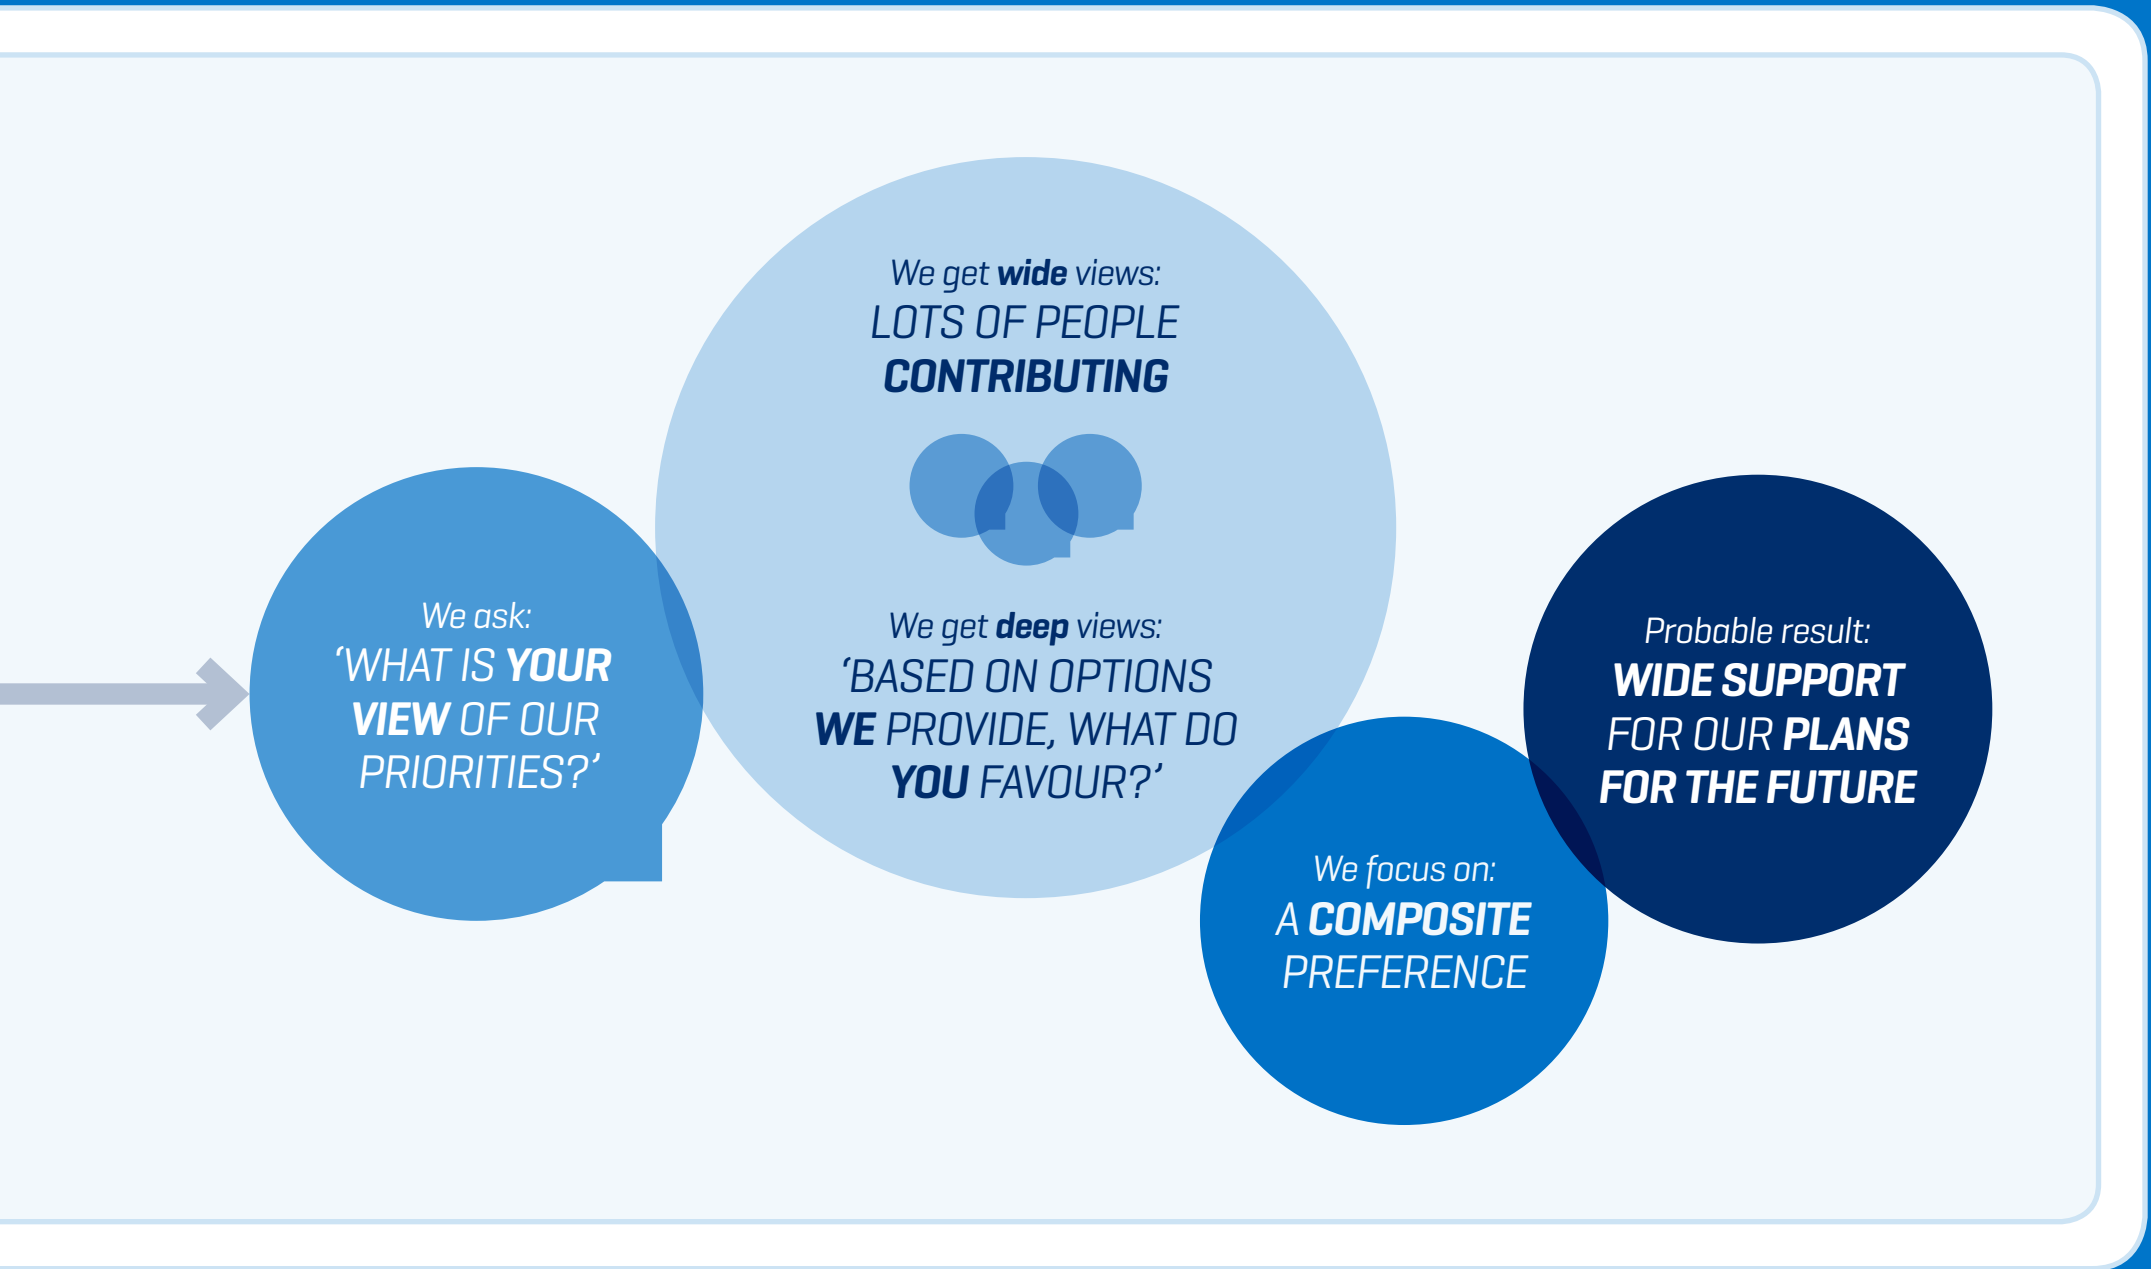 We ask:
‘WHAT IS YOUR
VIEW OF OUR
PRIORITIES?’
We get wide views:
LOTS OF PEOPLE
CONTRIBUTING
We get deep views:
‘BASED ON OPTIONS
WE PROVIDE, WHAT DO
YOU FAVOUR?’
We focus on:
A COMPOSITE
PREFERENCE
Probable result:
WIDE SUPPORT
FOR OUR PLANS
FOR THE FUTURE